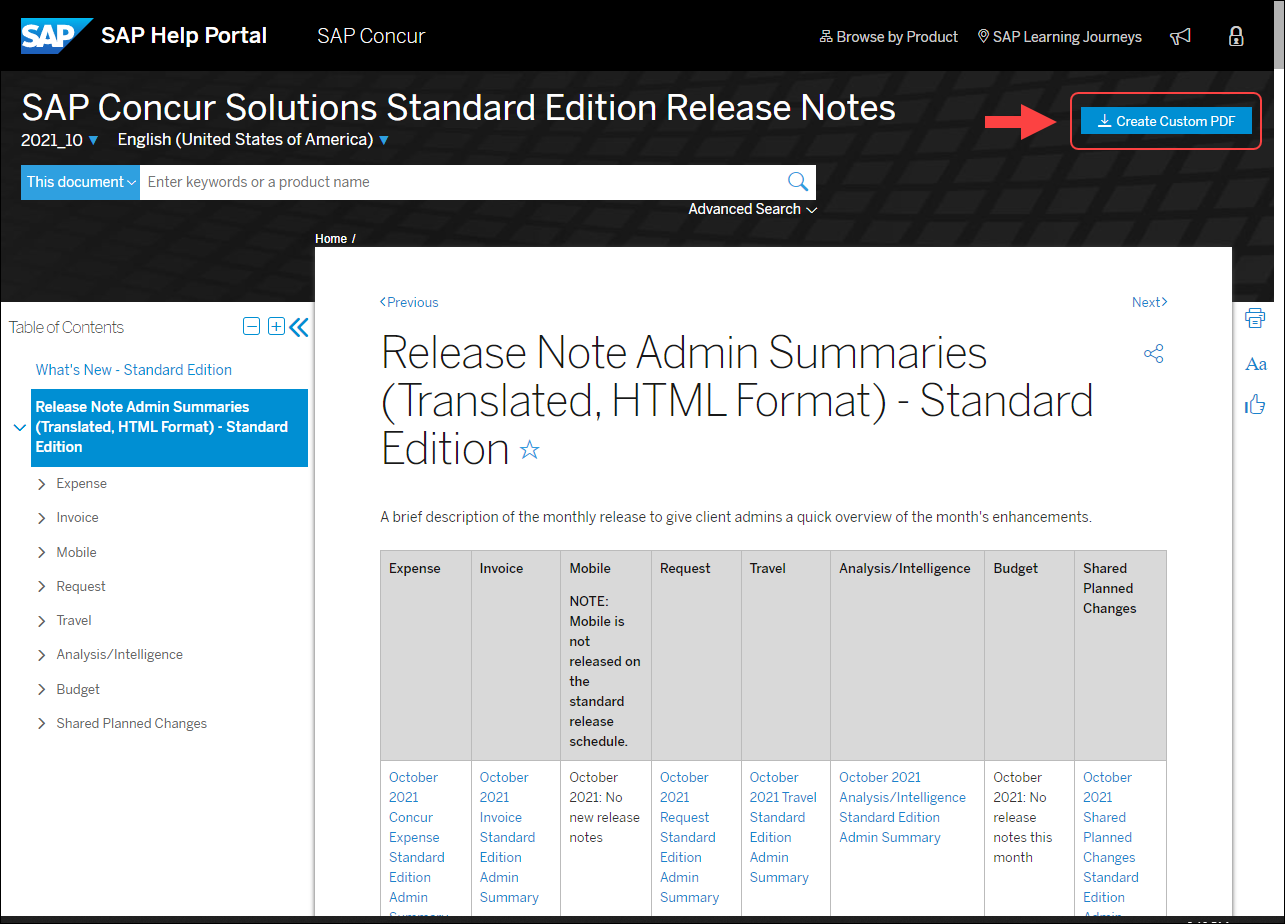 SAP SAP Help Portal SAP Concur Browse by Product SAP Learning Journeys
SAP Concur Solutions Standard Edition Release Notes
2021_10 English (United States of America)
Create Custom PDF
This document Enter keywords or a product name
Advanced Search
Home /
Table of Contents
What's New - Standard Edition
Release Note Admin Summaries
(Translated, HTML Format) - Standard
Edition
Expense
Invoice
Mobile
Request
Travel
Analysis/Intelligence
Budget
Shared Planned Changes
Previous Next
Release Note Admin Summaries
(Translated, HTML Format) - Standard
Edition
A brief description of the monthly release to give client admins a quick overview of the month's enhancements.
Expense
Invoice
Mobile
NOTE:
Mobile is
not
released on
the
standard
release
schedule.
Request
Travel
Analysis/Intelligence
Budget
Shared
Planned
Changes
October
2021
Concur
Expense
Standard
Edition
Admin
October
2021
Invoice
Standard
Edition
Admin
Summary
October
2021: No
new release
notes
October
2021
Request
Standard
Edition
Admin
Summary
October
2021 Travel
Standard
Edition
Admin
Summary
October 2021
Analysis/Intelligence
Standard Edition
Admin Summary
October
2021: No
release
notes this
month
October
2021
Shared
Planned
Changes
Standard
Edition
Aa